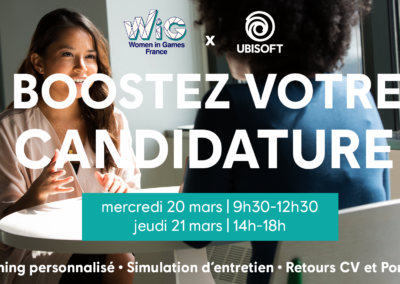 WiG
Women in Games
France
x
UBISOFT
BOOSTEZ VOTRE
CANDIDATURE
mercredi 20 mars | 9h30-12h30
jeudi 21 mars | 14h-18h
personnalisé • Simulation d'entretien • Retours CV et